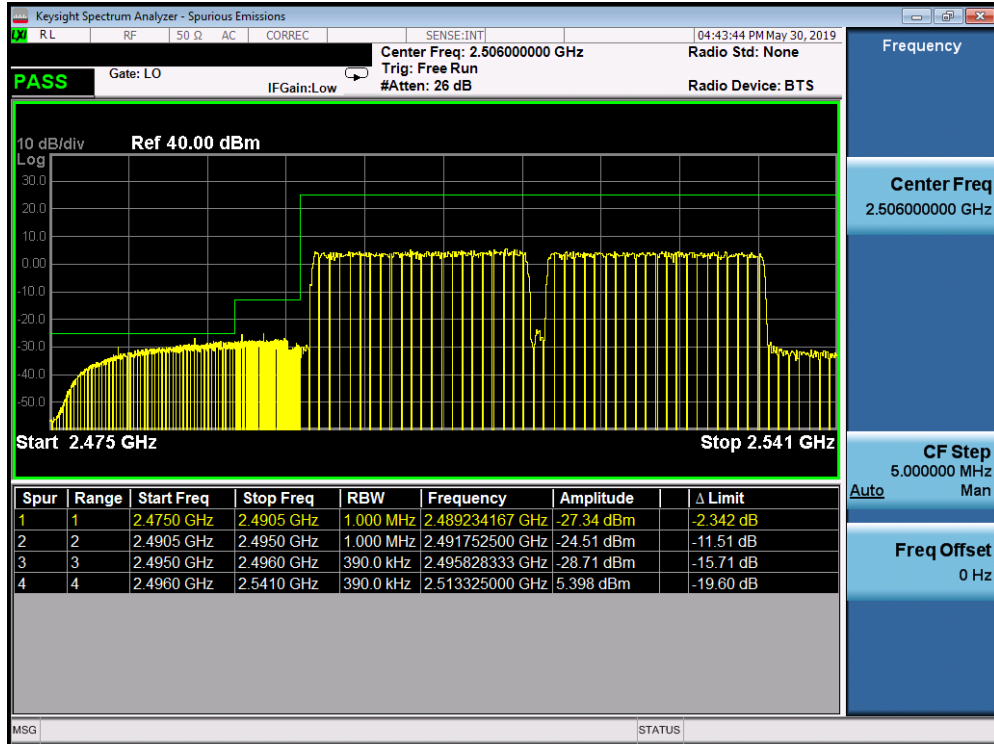 Keysight Spectrum Analyzer - Spurious Emissions
LXI RL RF 50 Ω AC CORREC SENSE:INT 04:43:44 PM May 30, 2019
Center Freq: 2.506000000 GHz Radio Std: None
PASS Gate: LO Trig: Free Run
IFGain:Low #Atten: 26 dB Radio Device: BTS
10 dB/div Ref 40.00 dBm
Log
30.0
20.0
10.0
0.00
-10.0
-20.0
-30.0
-40.0
-50.0
Start 2.475 GHz Stop 2.541 GHz
Spur Range Start Freq Stop Freq RBW Frequency Amplitude Δ Limit
1 1 2.4750 GHz 2.4905 GHz 1.000 MHz 2.489234167 GHz -27.34 dBm -2.342 dB
2 2 2.4905 GHz 2.4950 GHz 1.000 MHz 2.491752500 GHz -24.51 dBm -11.51 dB
3 3 2.4950 GHz 2.4960 GHz 390.0 kHz 2.495828333 GHz -28.71 dBm -15.71 dB
4 4 2.4960 GHz 2.5410 GHz 390.0 kHz 2.513325000 GHz 5.398 dBm -19.60 dB
MSG STATUS
Frequency
Center Freq
2.506000000 GHz
CF Step
5.000000 MHz
Auto Man
Freq Offset
0 Hz